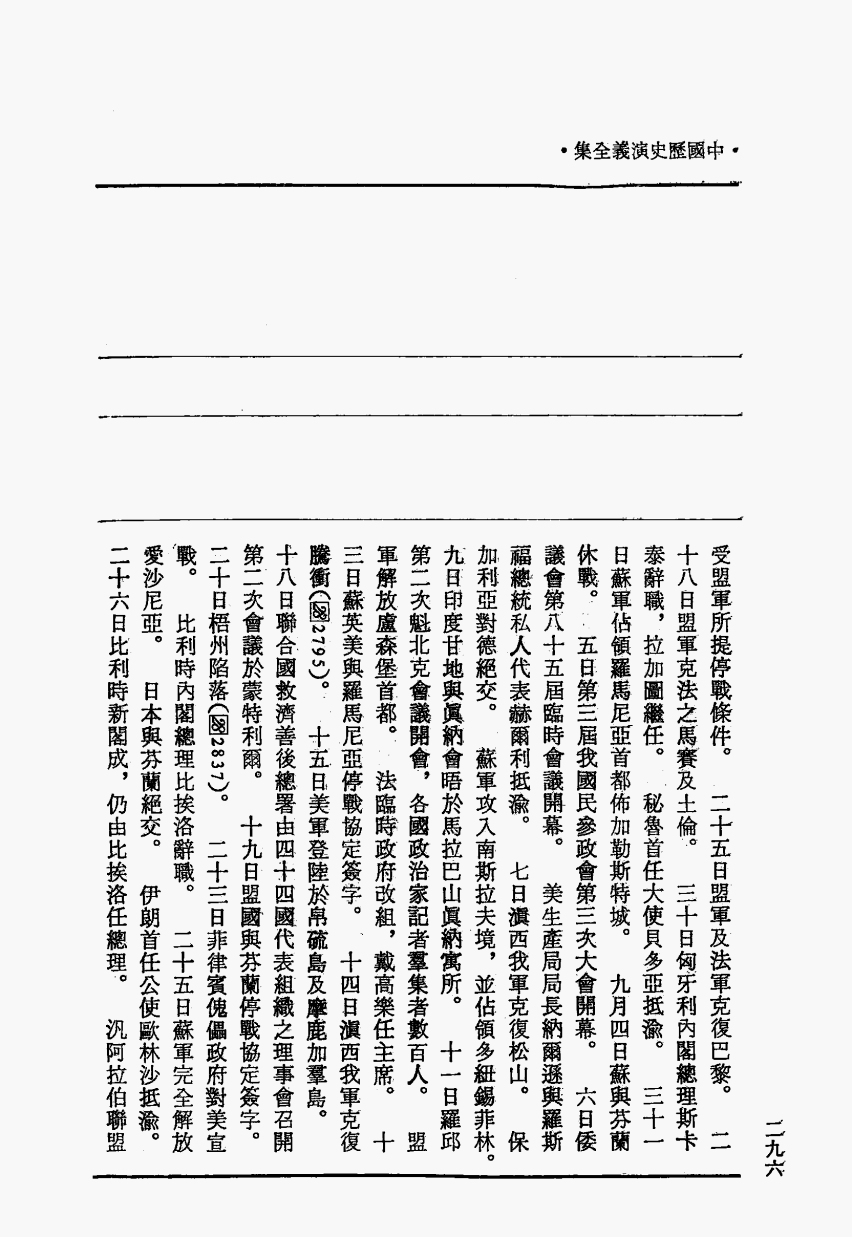 •中國歷史演義全集•
受盟軍所提停戰條件。　二十五日盟軍及法軍克復巴黎。　二
十八日盟軍克法之馬賽及土倫。　三十日匈牙利內閣總理斯卡
泰辭職，拉加圖繼任。　秘魯首任大使貝多亞抵渝。　三十一
日蘇軍佔領羅馬尼亞首都佈加勒斯特城。　九月四日蘇與芬蘭
休戰。　五日第三屆我國民參政會第三次大會開幕。　六日倭
議會第八十五屆臨時會議開幕。　美生產局局長納爾遜與羅斯
福總統私人代表赫爾利抵渝。　七日滇西我軍克復松山。　保
加利亞對德絕交。　蘇軍攻入南斯拉夫境，並佔領多紐錫菲林。
九日印度甘地與眞納會晤於馬拉巴山眞納寓所。　十一日羅邱
第二次魁北克會議開會，各國政治家記者羣集者數百人。　盟
軍解放盧森堡首都。　法臨時政府改組，戴高樂任主席。　十
三日蘇英美與羅馬尼亞停戰協定簽字。　十四日滇西我軍克復
騰衝(圖2795)。　十五日美軍登陸於帛硫島及摩鹿加羣島。
十八日聯合國救濟善後總署由四十四國代表組織之理事會召開
第二次會議於蒙特利爾。　十九日盟國與芬蘭停戰協定簽字。
二十日梧州陷落(圖2837)。　二十三日菲律賓傀儡政府對美宣
戰。　比利時內閣總理比挨洛辭職。　二十五日蘇軍完全解放
愛沙尼亞。　日本與芬蘭絕交。　伊朗首任公使歐林沙抵渝。
二十六日比利時新閣成，仍由比挨洛任總理。　汎阿拉伯聯盟
二九六